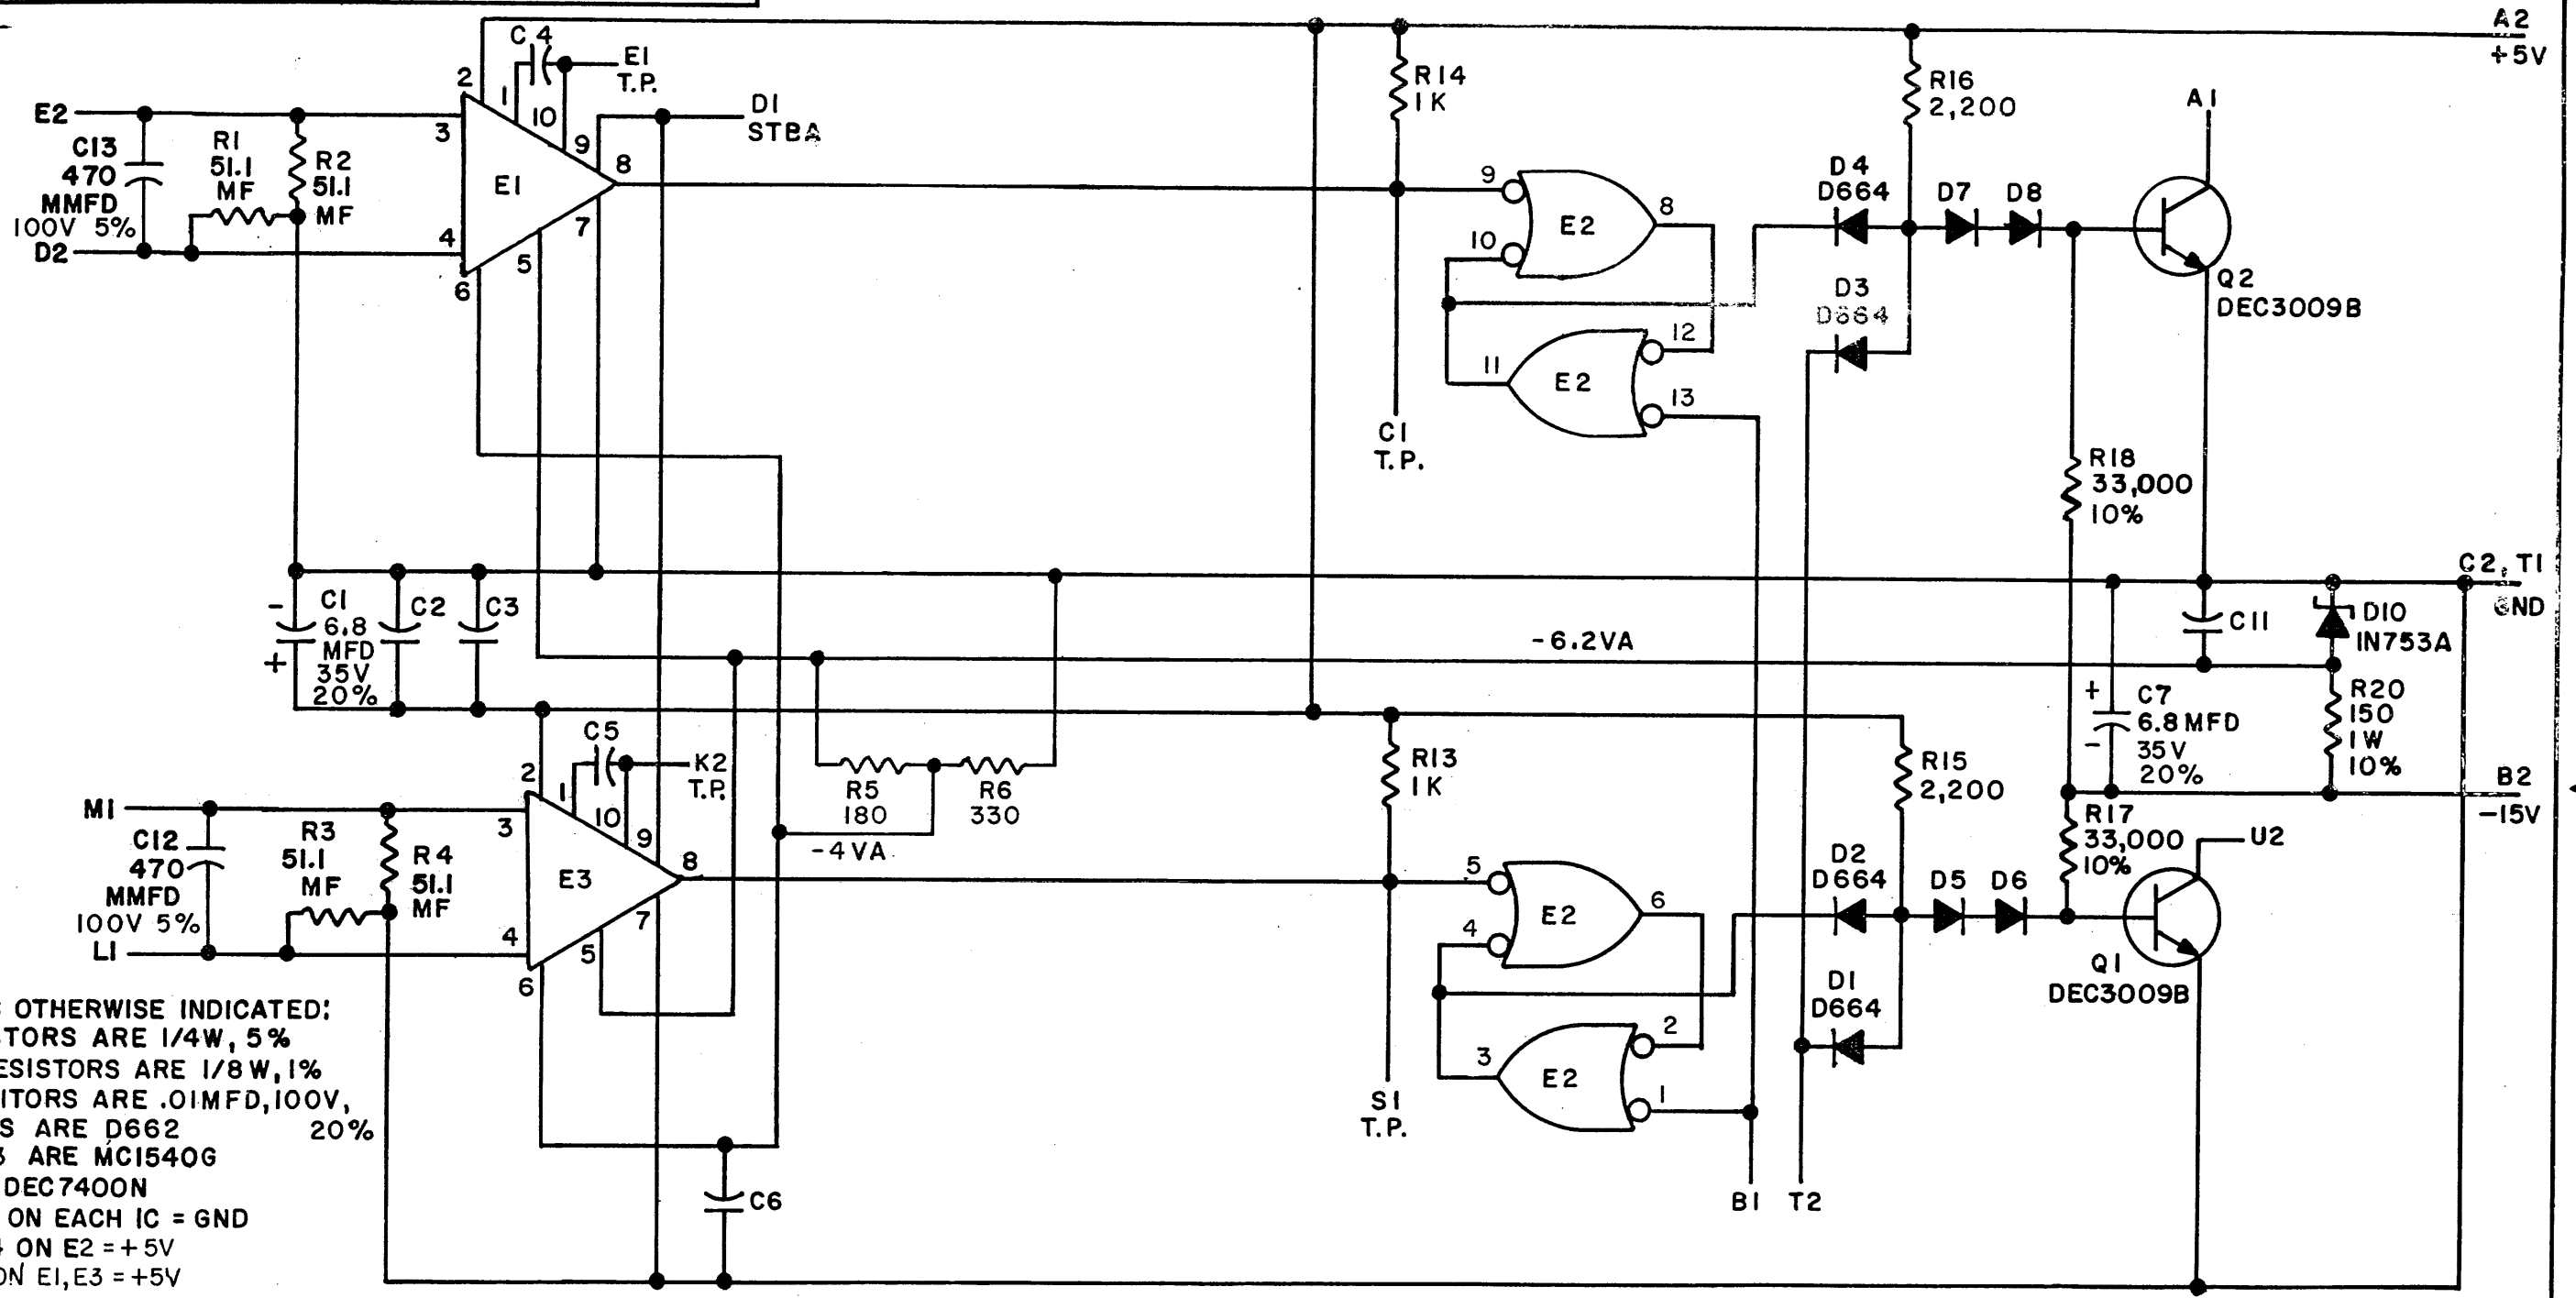 A2
+5V
C4
E1
T.P.
2
1
10
9
8
3
4
5
6
7
E1
D1
STBA
E2
C13
470
MMFD
100V 5%
D2
R1
51.1
MF
R2
51.1
MF
R14
1K
R16
2,200
A1
9
10
8
E2
12
13
11
E2
C1
T.P.
D4
D664
D7
D8
D3
D664
Q2
DEC3009B
R18
33,000
10%
C2, T1
GND
-
C1
6.8
MFD
35V
20%
+
C2
C3
-6.2VA
C11
D10
IN753A
+
C7
6.8MFD
35V
20%
-
R20
150
1W
10%
B2
-15V
C5
K2
T.P.
2
1
10
9
8
3
4
5
6
7
E3
M1
C12
470
MMFD
100V 5%
L1
R3
51.1
MF
R4
51.1
MF
R5
180
R6
330
-4VA
R13
1K
R15
2,200
R17
33,000
10%
U2
5
4
6
E2
2
1
3
E2
S1
T.P.
D2
D664
D5
D6
D1
D664
Q1
DEC3009B
B1
T2
C6
OTHERWISE INDICATED:
TORS ARE 1/4W, 5%
ESISTORS ARE 1/8W, 1%
ITORS ARE .01MFD, 100V,
20%
S ARE D662
3 ARE MC1540G
DEC7400N
ON EACH IC = GND
4 ON E2 = +5V
ON E1, E3 = +5V